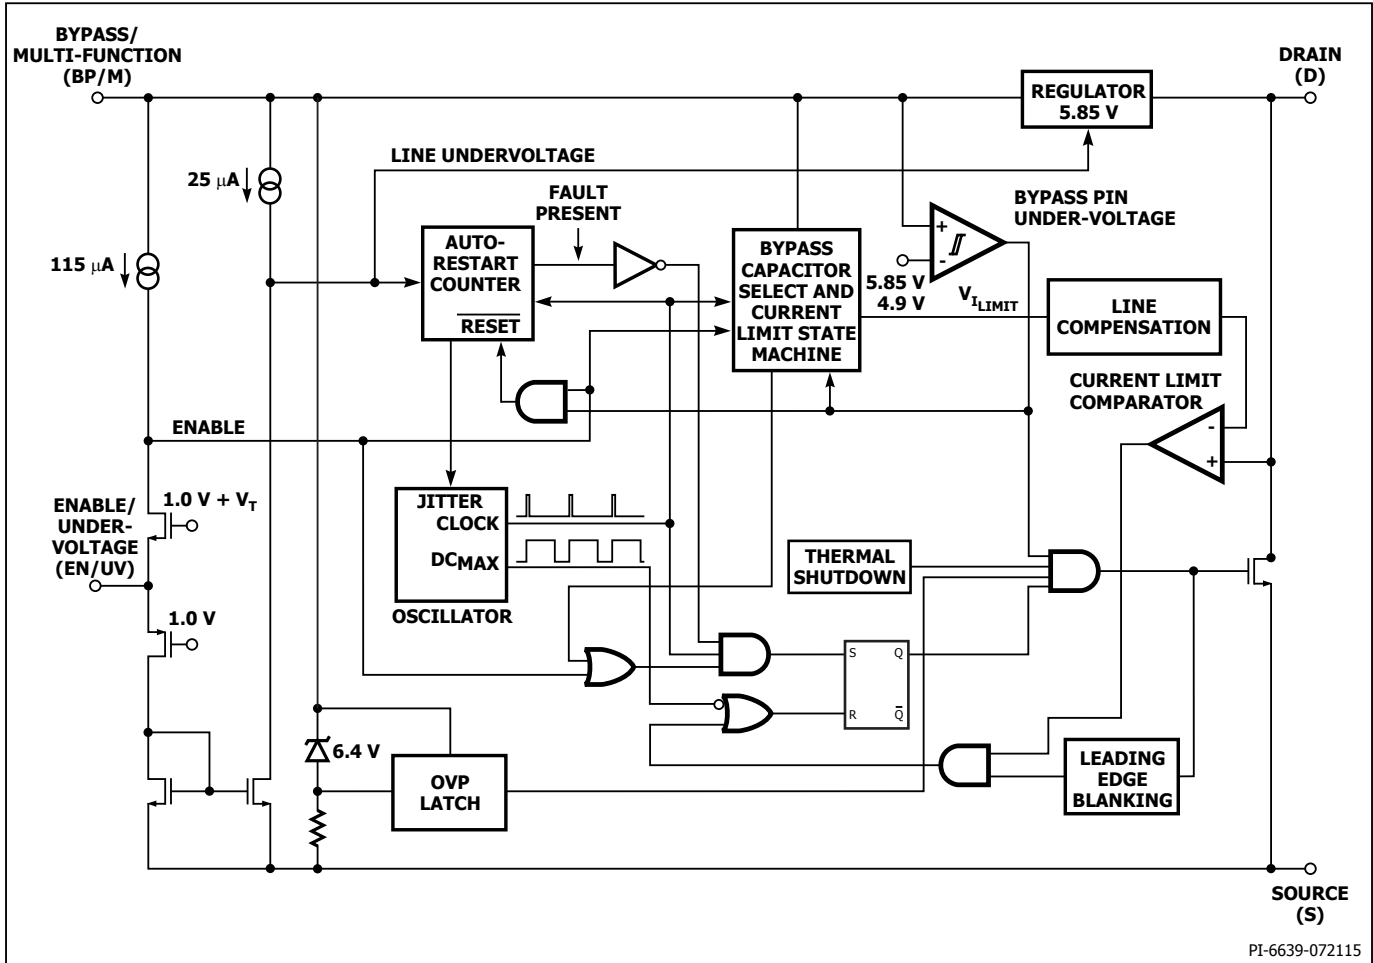 BYPASS/
MULTI-FUNCTION
(BP/M)
DRAIN
(D)
REGULATOR
5.85 V
LINE UNDERVOLTAGE
25 μA
FAULT
PRESENT
BYPASS PIN
UNDER-VOLTAGE
115 μA
AUTO-
RESTART
COUNTER
RESET
BYPASS
CAPACITOR
SELECT AND
CURRENT
LIMIT STATE
MACHINE
+
-
5.85 V
4.9 V
VILIMIT
LINE
COMPENSATION
CURRENT LIMIT
COMPARATOR
-
+
ENABLE
ENABLE/
UNDER-
VOLTAGE
(EN/UV)
1.0 V + VT
1.0 V
JITTER
CLOCK
DCMAX
OSCILLATOR
THERMAL
SHUTDOWN
S Q
R Q̅
6.4 V
OVP
LATCH
LEADING
EDGE
BLANKING
SOURCE
(S)
PI-6639-072115